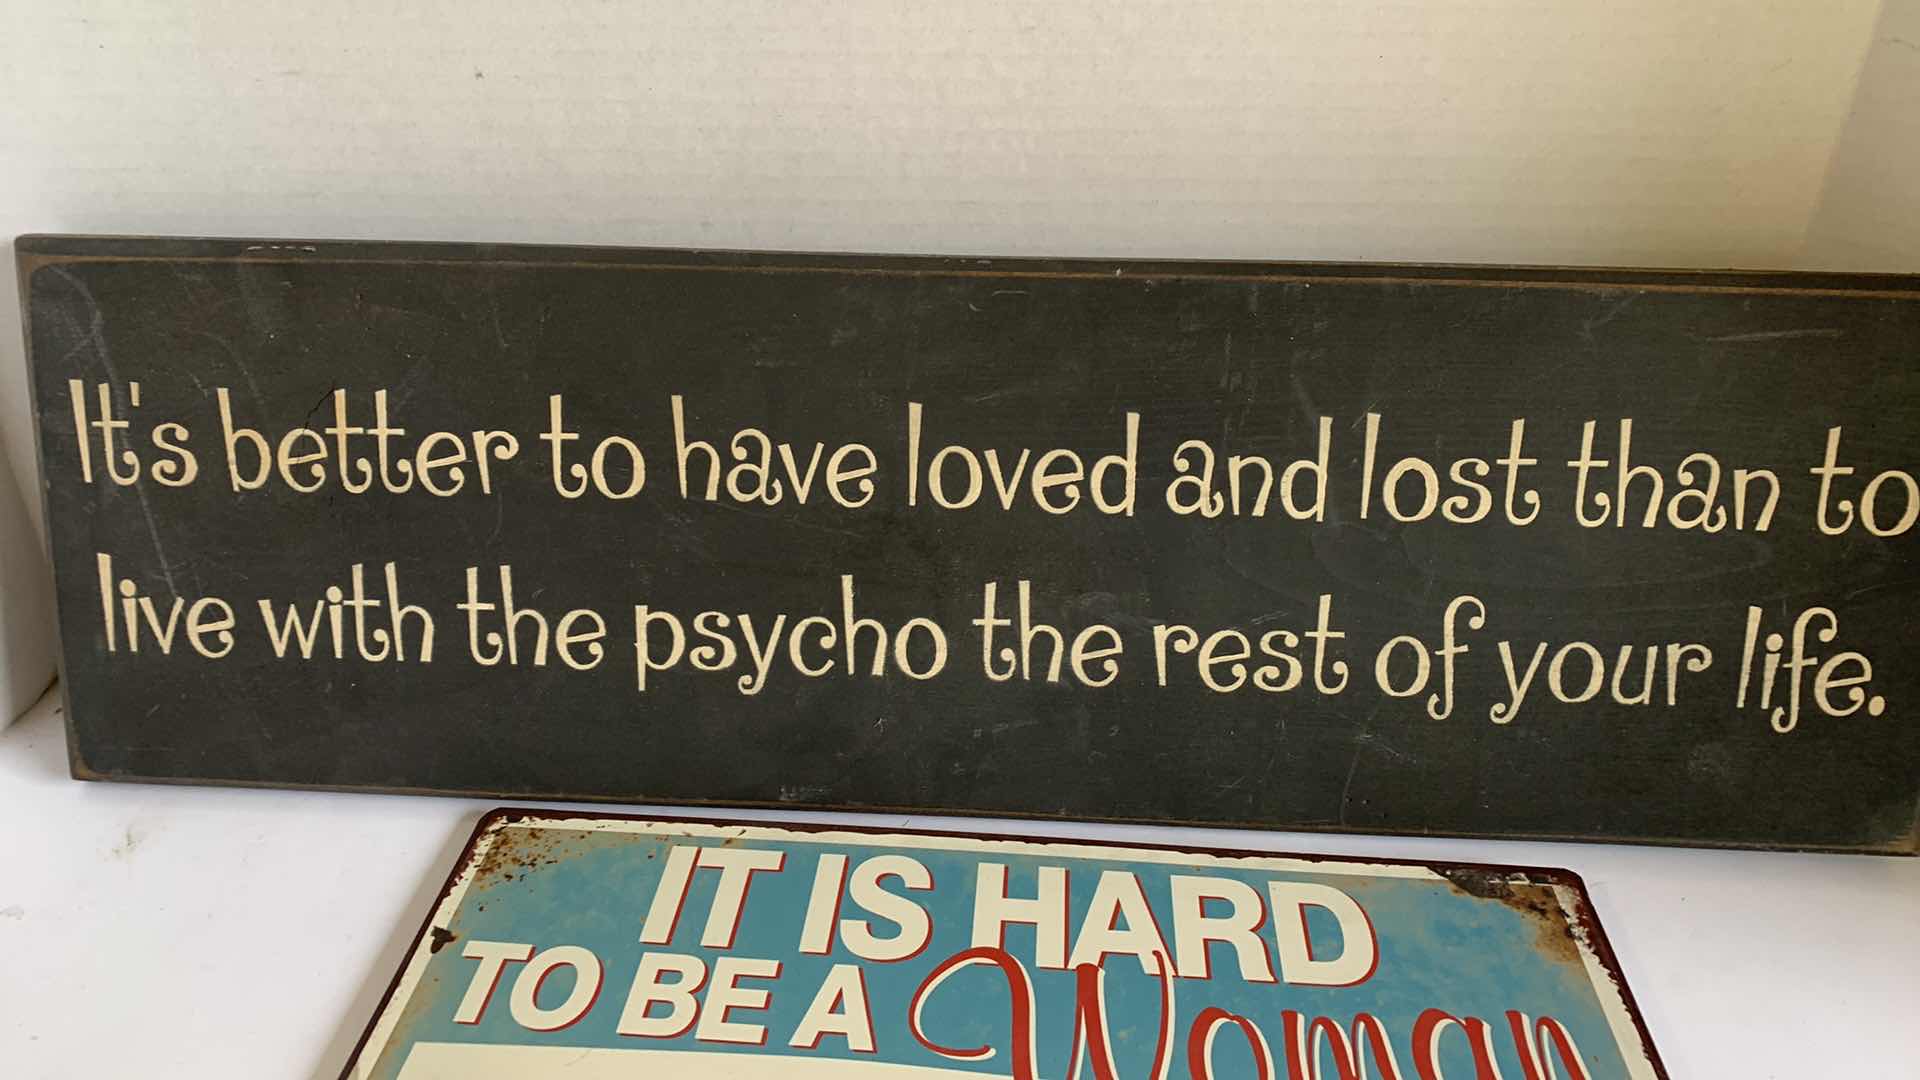 It's better to have loved and lost than to
live with the psycho the rest of your life.
IT IS HARD
TO BE A Woman